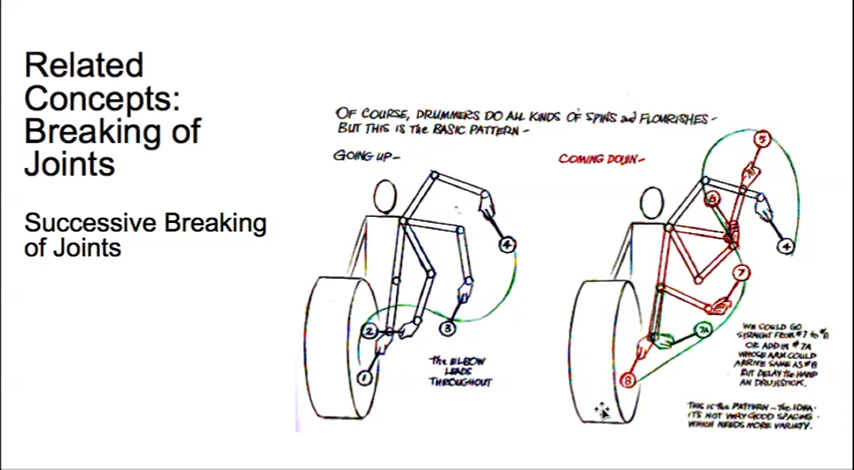 Related
Concepts:
Breaking of
Joints
Successive Breaking
of Joints
OF COURSE, DRUMMERS DO ALL KINDS OF SPINS and FLOURISHES-
BUT THIS IS The BASIC PATTERN-
GOING UP-
COMING DOWN-
5
6
4
4
7
2
3
7A
1
8
The ELBOW
LEADS
THROUGHOUT
WE COULD GO
STRAIGHT FROM #7 to #8
OR ADD IN #7A
WHOSE ARM COULD
ARRIVE SAME AS #8
BUT DELAY The HAND
AN DRUMSTICK.
THIS IS The PATTERN - The IDEA.
IT'S NOT VERY GOOD SPACING -
WHICH NEEDS MORE VARIETY.